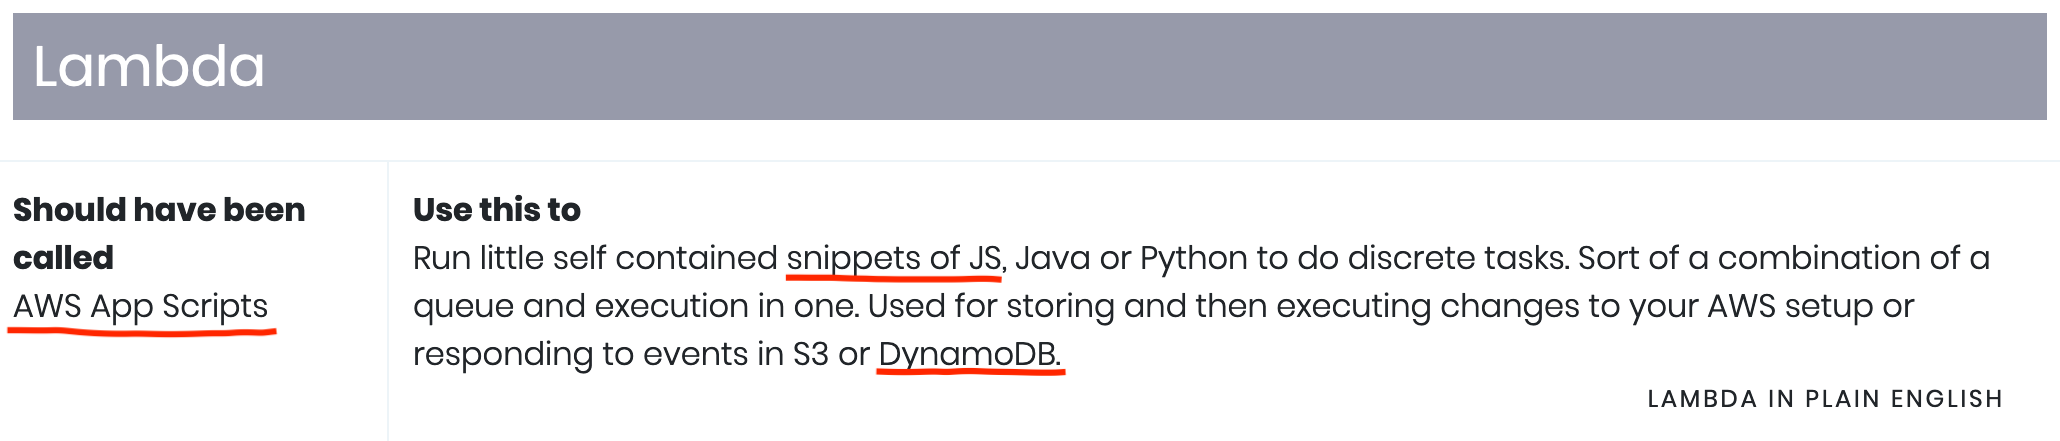 Lambda
Should have been
called
AWS App Scripts
Use this to
Run little self contained snippets of JS, Java or Python to do discrete tasks. Sort of a combination of a
queue and execution in one. Used for storing and then executing changes to your AWS setup or
responding to events in S3 or DynamoDB.
LAMBDA IN PLAIN ENGLISH